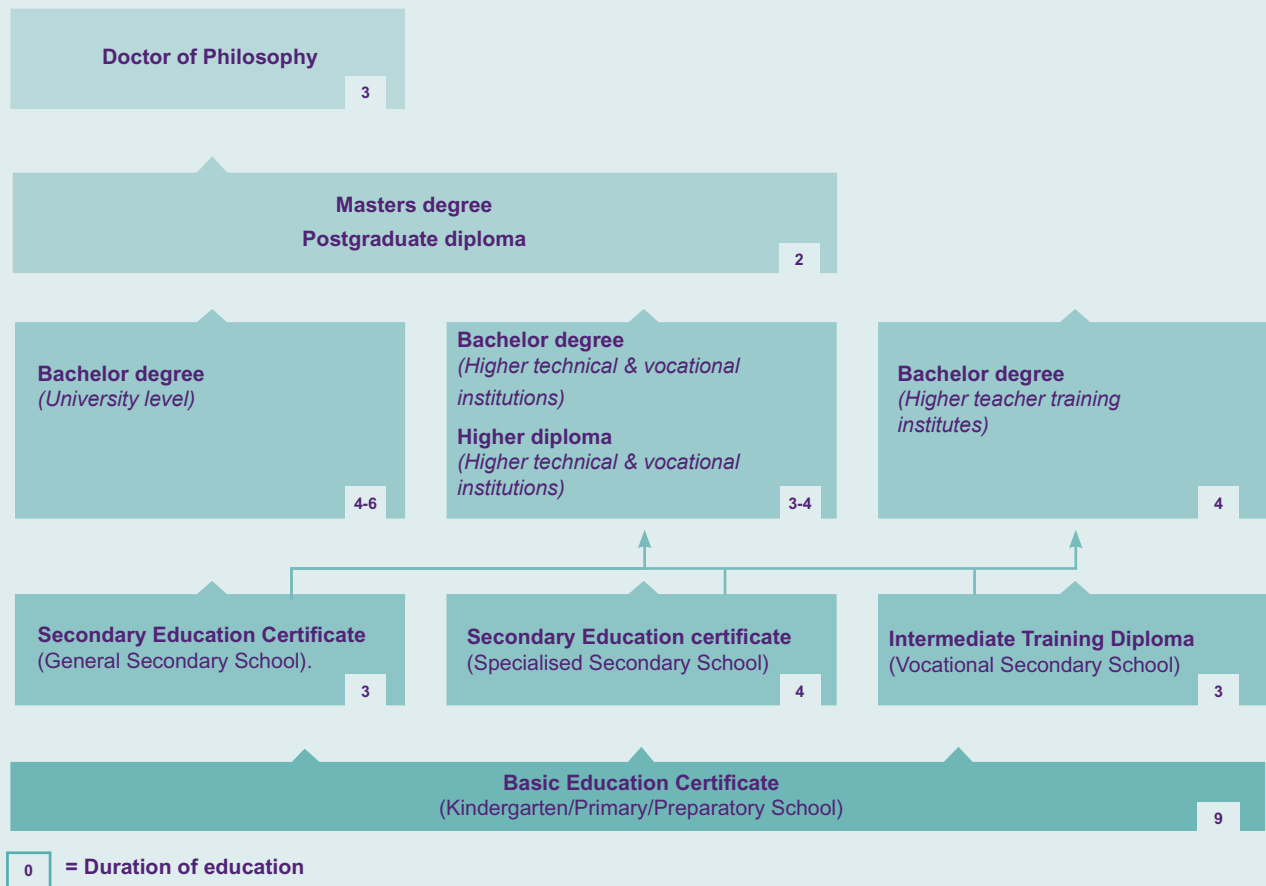 Doctor of Philosophy
3
Masters degree
Postgraduate diploma
2
Bachelor degree
(University level)
4-6
Bachelor degree
(Higher technical & vocational
institutions)
Higher diploma
(Higher technical & vocational
institutions)
3-4
Bachelor degree
(Higher teacher training
institutes)
4
Secondary Education Certificate
(General Secondary School).
3
Secondary Education certificate
(Specialised Secondary School)
4
Intermediate Training Diploma
(Vocational Secondary School)
3
Basic Education Certificate
(Kindergarten/Primary/Preparatory School)
9
0 = Duration of education